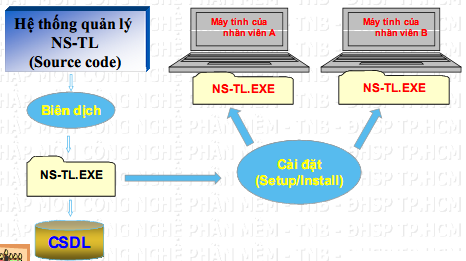 Hệ thống quản lý
NS-TL
(Source code)
Máy tính của
nhân viên A
Máy tính của
nhân viên B
NS-TL.EXE
NS-TL.EXE
Biên dịch
NS-TL.EXE
Cài đặt
(Setup/Install)
CSDL